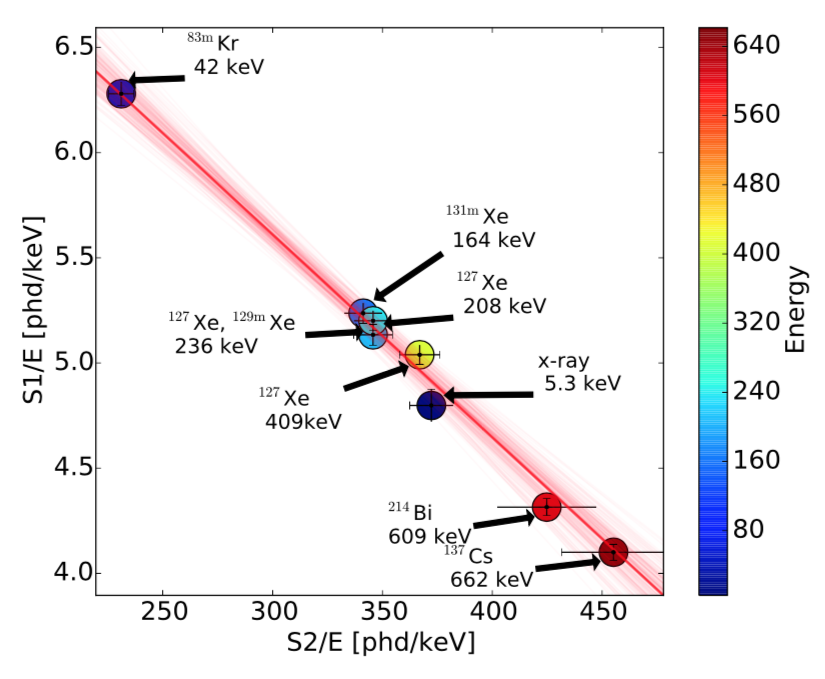 6.5
6.0
5.5
5.0
4.5
4.0
S1/E [phd/keV]
250
300
350
400
450
S2/E [phd/keV]
83mKr
42 keV
131mXe
164 keV
127Xe
208 keV
127Xe, 129mXe
236 keV
127Xe
409keV
x-ray
5.3 keV
214Bi
609 keV
137Cs
662 keV
640
560
480
400
320
240
160
80
Energy